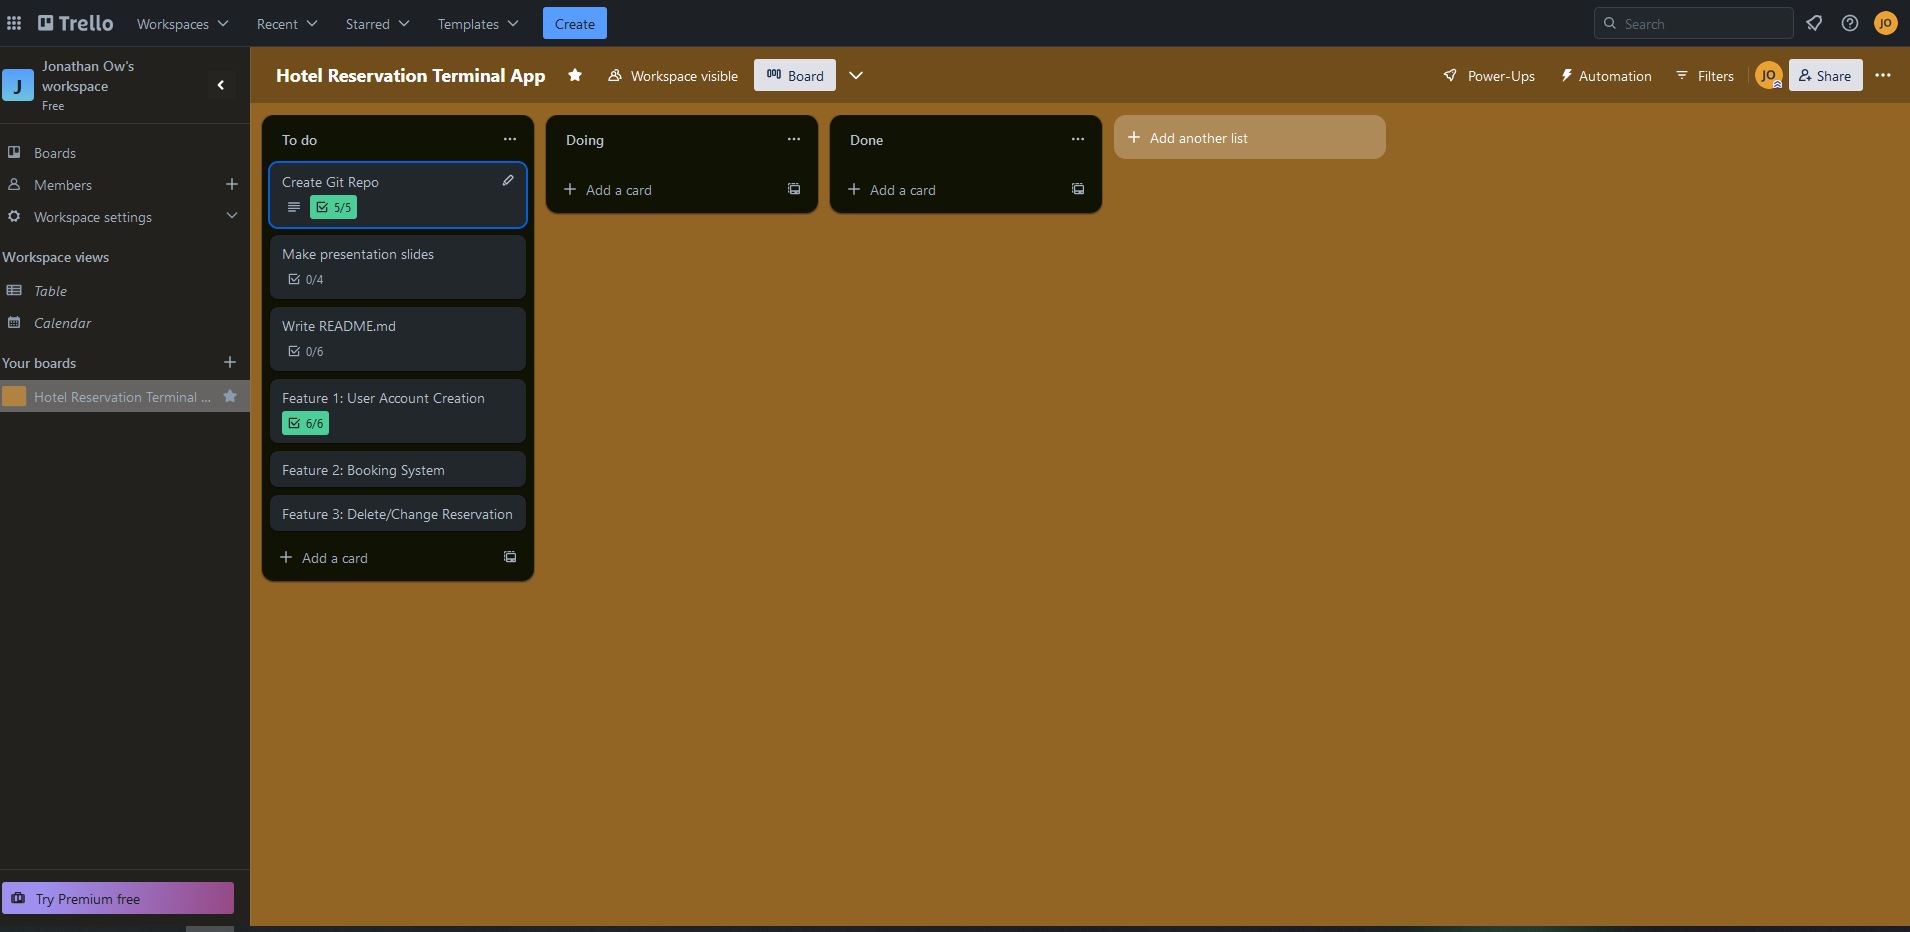 Trello Workspaces Recent Starred Templates Create Search JO
J Jonathan Ow's
workspace
Free
Boards
Members
Workspace settings
Workspace views
Table
Calendar
Your boards
Hotel Reservation Terminal ...
Try Premium free
Hotel Reservation Terminal App Workspace visible Board Power-Ups Automation Filters JO Share
To do
Create Git Repo
5/5
Make presentation slides
0/4
Write README.md
0/6
Feature 1: User Account Creation
6/6
Feature 2: Booking System
Feature 3: Delete/Change Reservation
Add a card
Doing
Add a card
Done
Add a card
Add another list